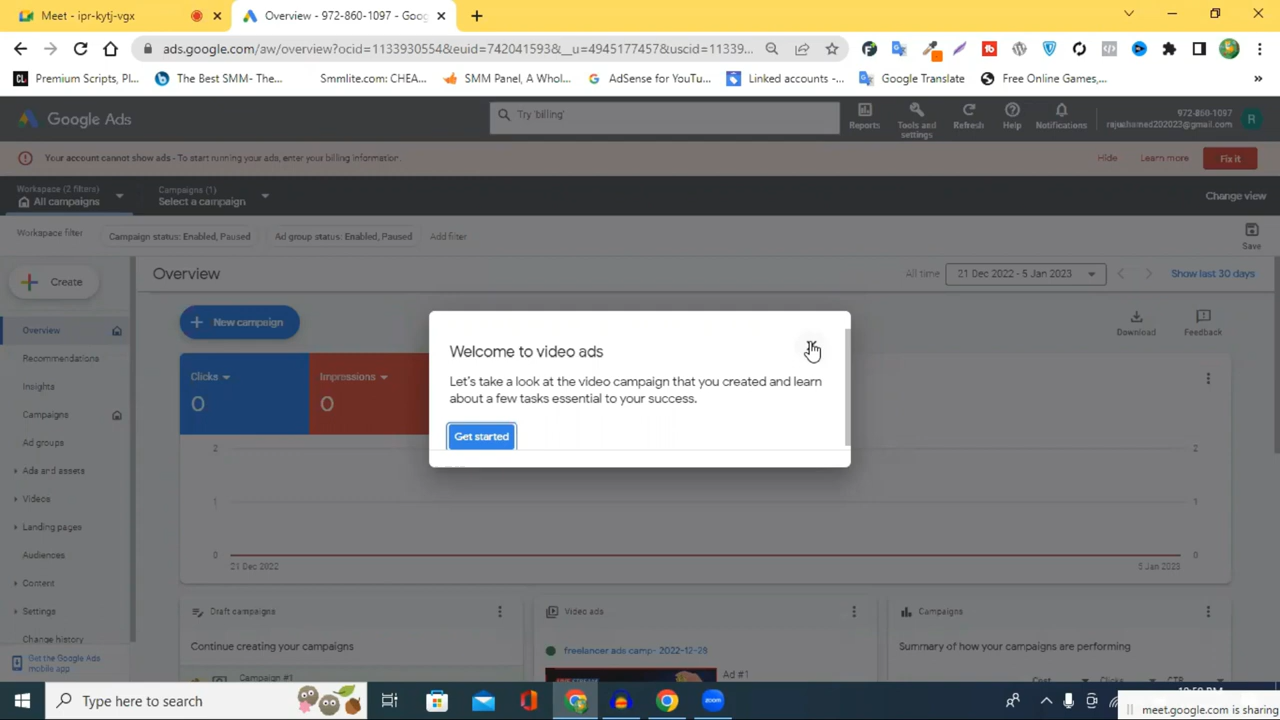 Meet - ipr-kytj-vgx
Overview - 972-860-1097 - Goog
ads.google.com/aw/overview?ocid=1133930554&euid=742041593&__u=4945177457&uscid=11339...
Premium Scripts, Pl...
The Best SMM- The...
Smmlite.com: CHEA...
SMM Panel, A Whol...
AdSense for YouTu...
Linked accounts -...
Google Translate
Free Online Games,...
Google Ads
Try 'billing'
Reports
Tools and settings
Refresh
Help
Notifications
972-860-1097
R
Your account cannot show ads - To start running your ads, enter your billing information.
Hide
Learn more
Fix it
Workspace (2 filters)
All campaigns
Campaigns (1)
Select a campaign
Change view
Workspace filter
Campaign status: Enabled, Paused
Ad group status: Enabled, Paused
Add filter
Save
Create
Overview
All time
21 Dec 2022 - 5 Jan 2023
Show last 30 days
Overview
Recommendations
Insights
Campaigns
Ad groups
Ads and assets
Videos
Landing pages
Audiences
Content
Settings
Change history
Get the Google Ads
mobile app
New campaign
Download
Feedback
Clicks
0
Impressions
0
Welcome to video ads
Let's take a look at the video campaign that you created and learn
about a few tasks essential to your success.
Get started
2
2
1
1
0
0
21 Dec 2022
5 Jan 2023
Draft campaigns
Continue creating your campaigns
Campaign #1
Video ads
freelancer ads camp- 2022-12-28
Ad #1
Campaigns
Summary of how your campaigns are performing
Cost
Clicks
CTR
Type here to search
zoom
meet.google.com is sharing